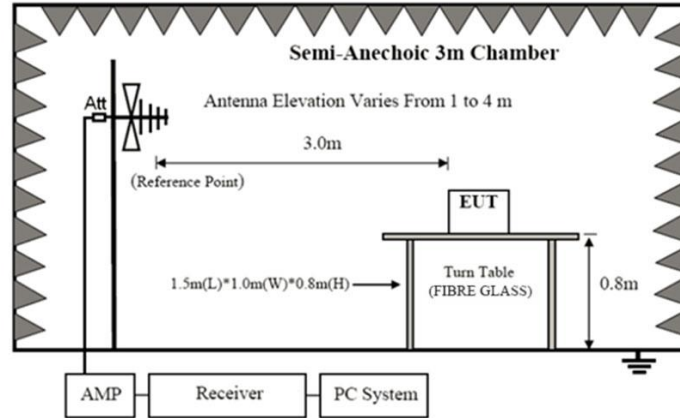 Semi-Anechoic 3m Chamber
Att
Antenna Elevation Varies From 1 to 4 m
3.0m
(Reference Point)
EUT
1.5m(L)*1.0m(W)*0.8m(H)
Turn Table
(FIBRE GLASS)
0.8m
AMP
Receiver
PC System